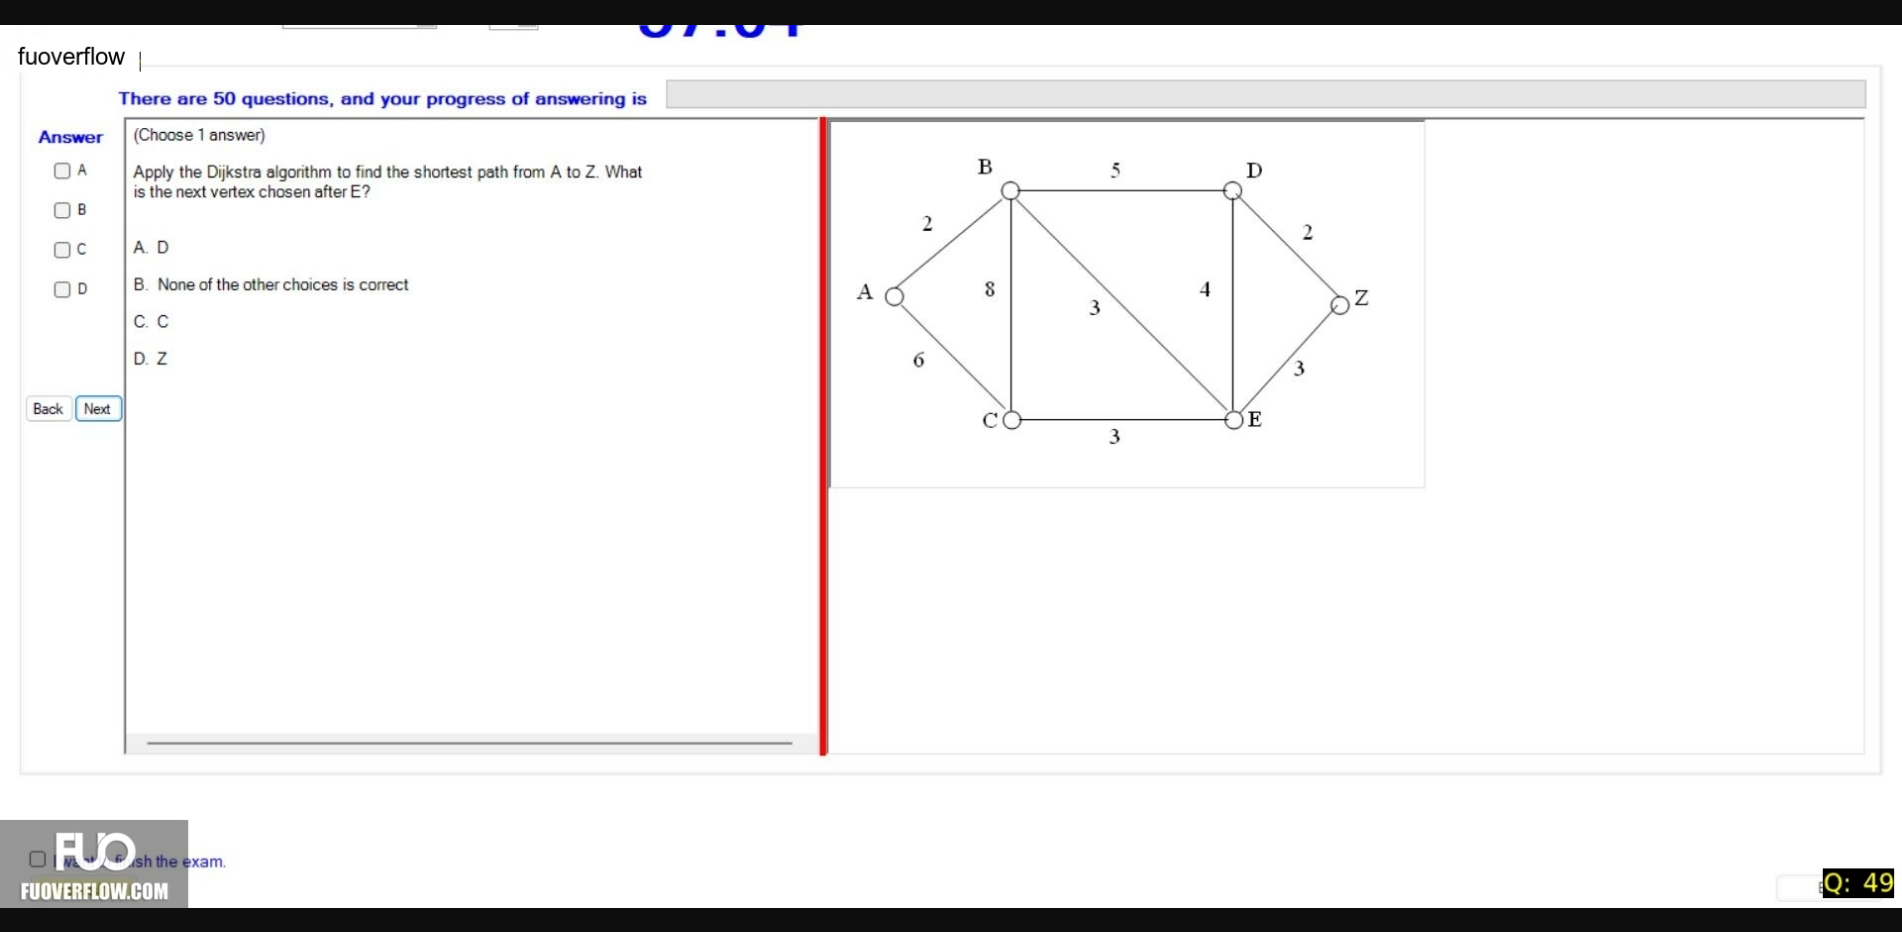 fuoverflow
There are 50 questions, and your progress of answering is
Answer
A
B
C
D
Back Next
(Choose 1 answer)
Apply the Dijkstra algorithm to find the shortest path from A to Z. What
is the next vertex chosen after E?
A. D
B. None of the other choices is correct
C. C
D. Z
B 5 D
2 2
A 8 3 4 Z
6 3
C E
3
FUO
finish the exam.
FUOVERFLOW.COM
Q: 49